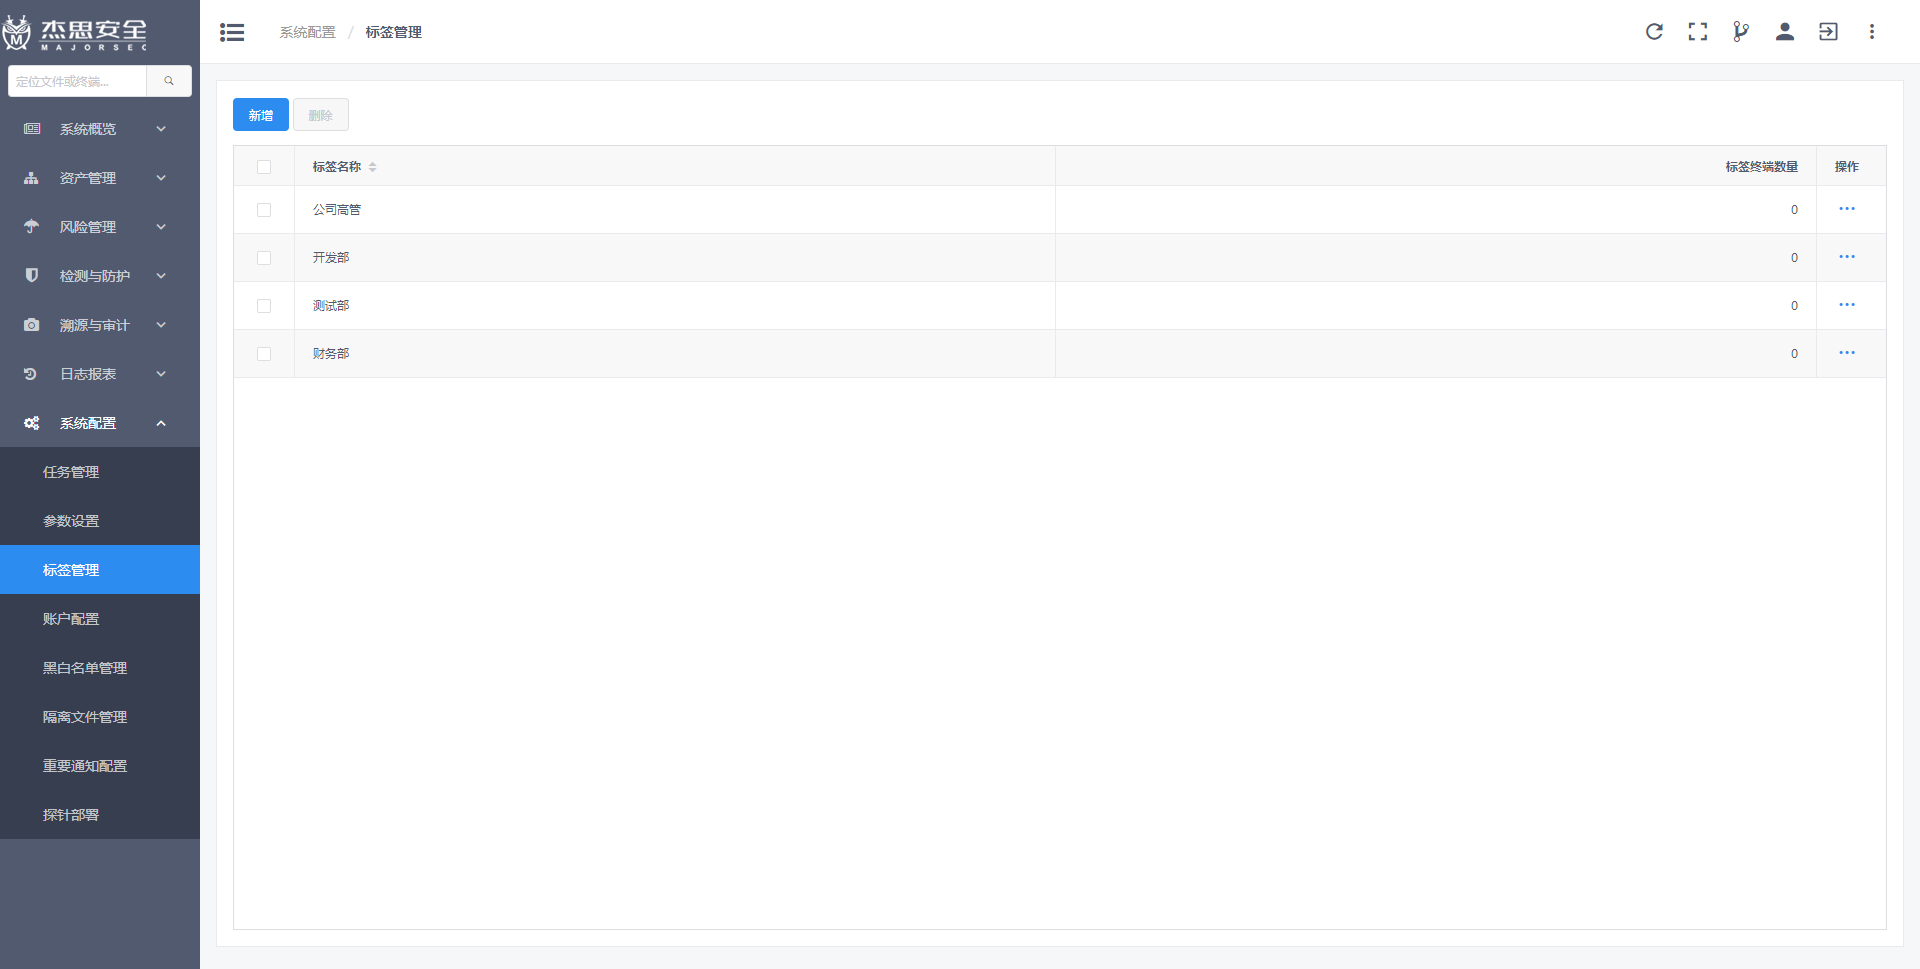 杰思安全
MAJORSEC
定位文件或终端...
系统概览
资产管理
风险管理
检测与防护
溯源与审计
日志报表
系统配置
任务管理
参数设置
标签管理
账户配置
黑白名单管理
隔离文件管理
重要通知配置
探针部署
系统配置 / 标签管理
新增 删除
标签名称 标签终端数量 操作
公司高管 0 ···
开发部 0 ···
测试部 0 ···
财务部 0 ···